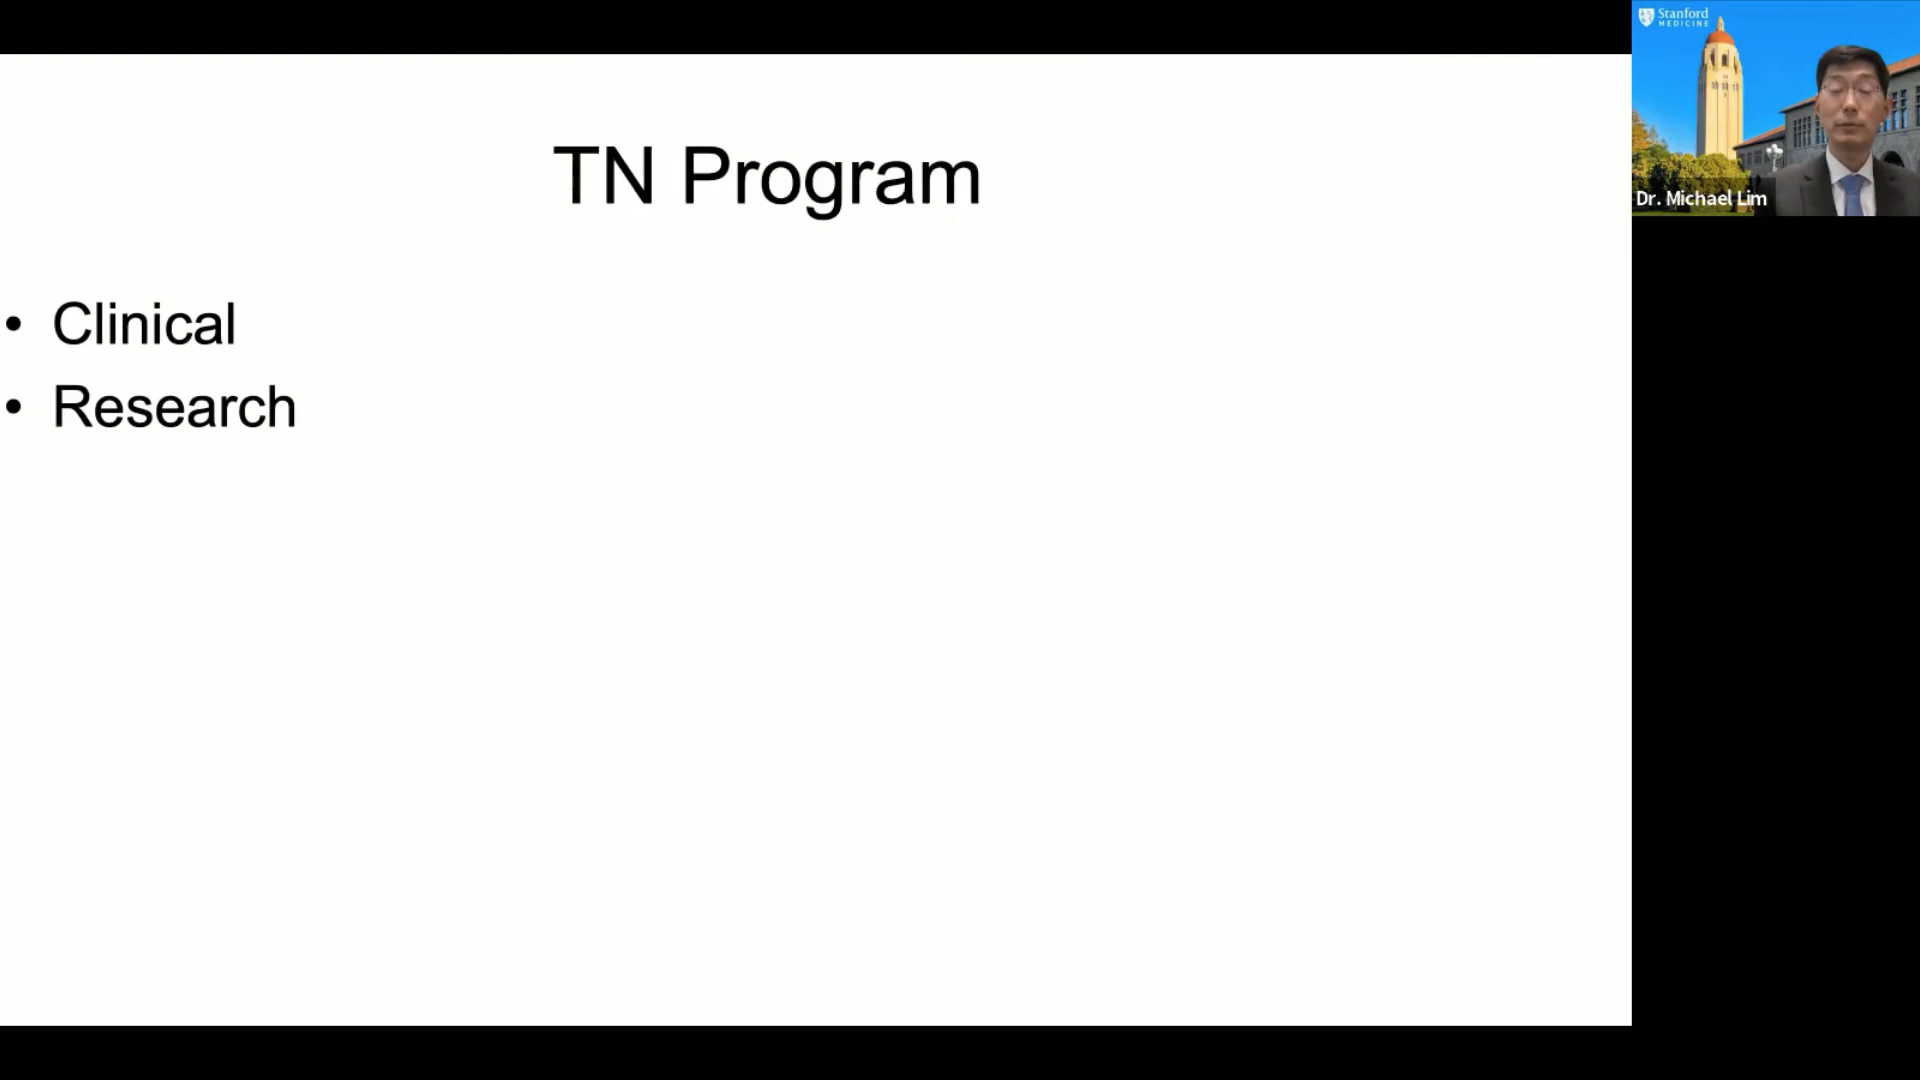 TN Program
• Clinical
• Research
Stanford
MEDICINE
Dr. Michael Lim